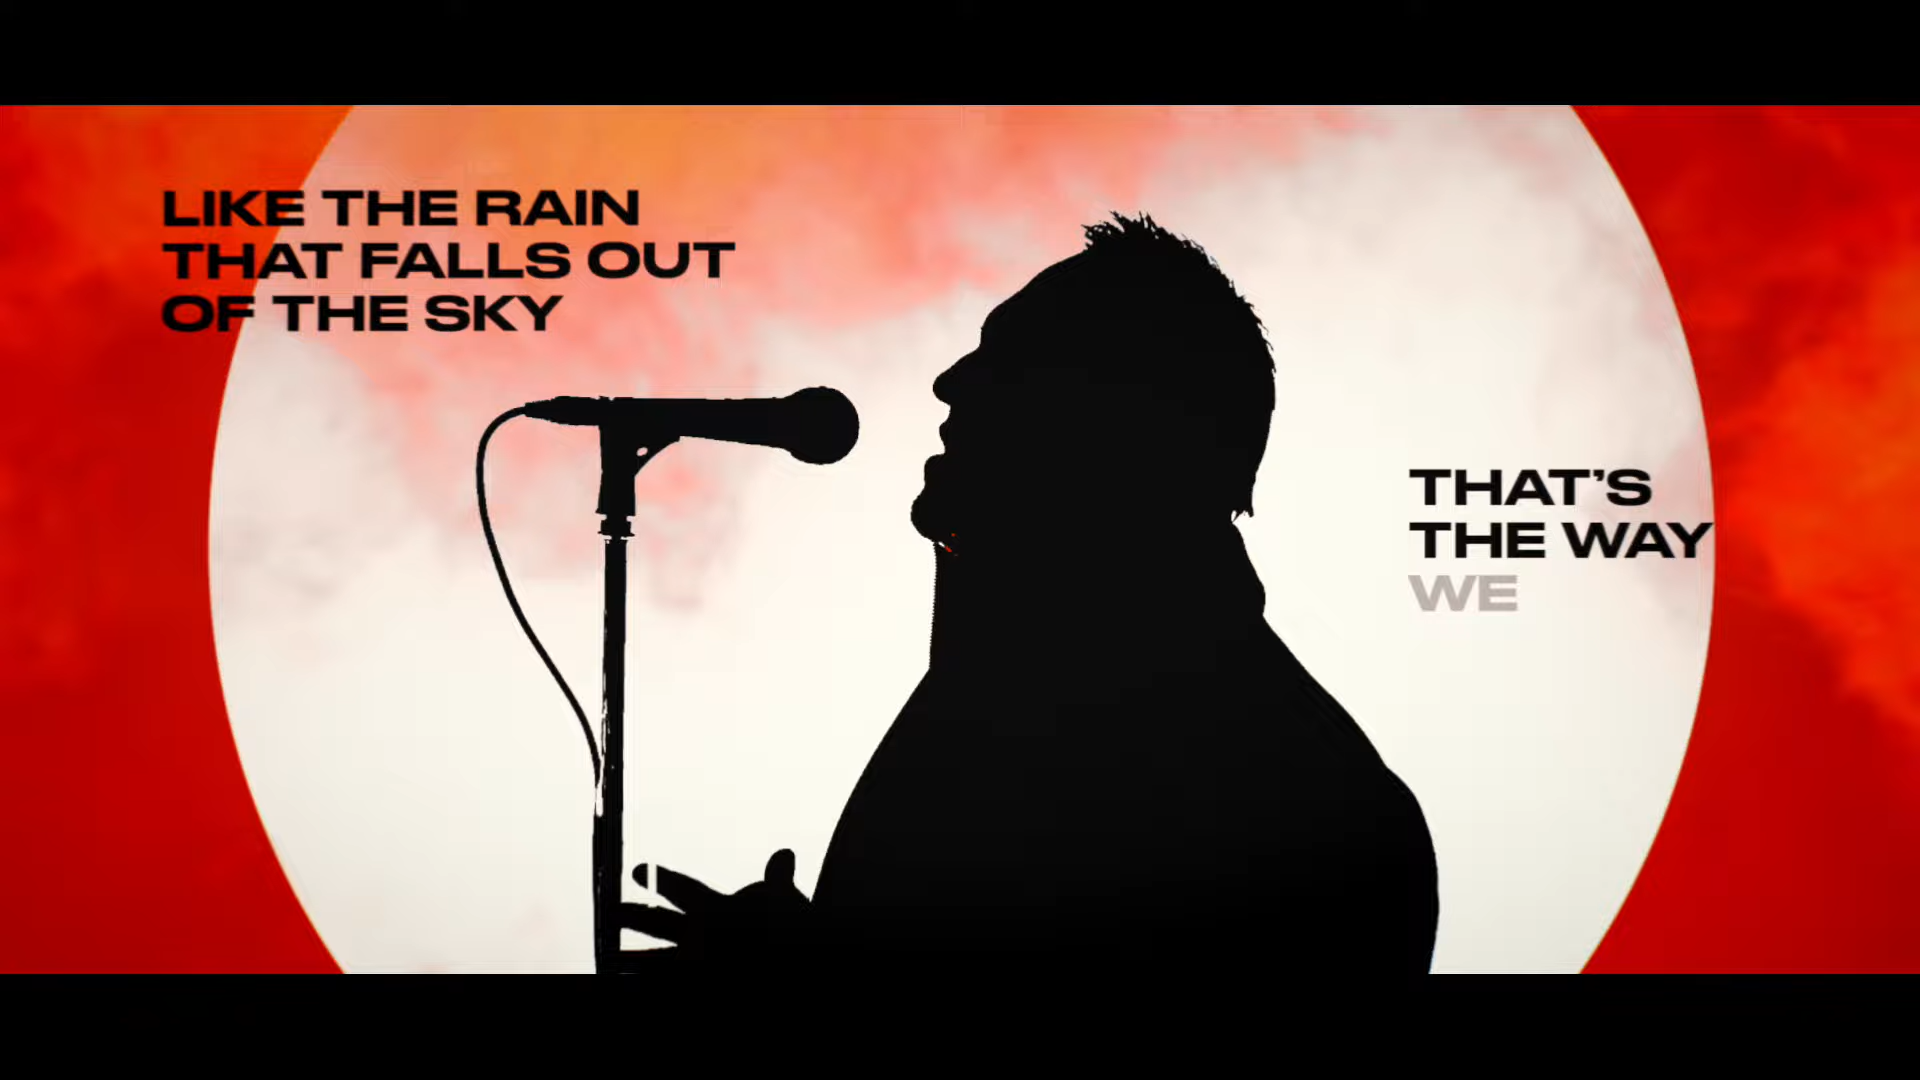 LIKE THE RAIN
THAT FALLS OUT
OF THE SKY
THAT'S
THE WAY
WE